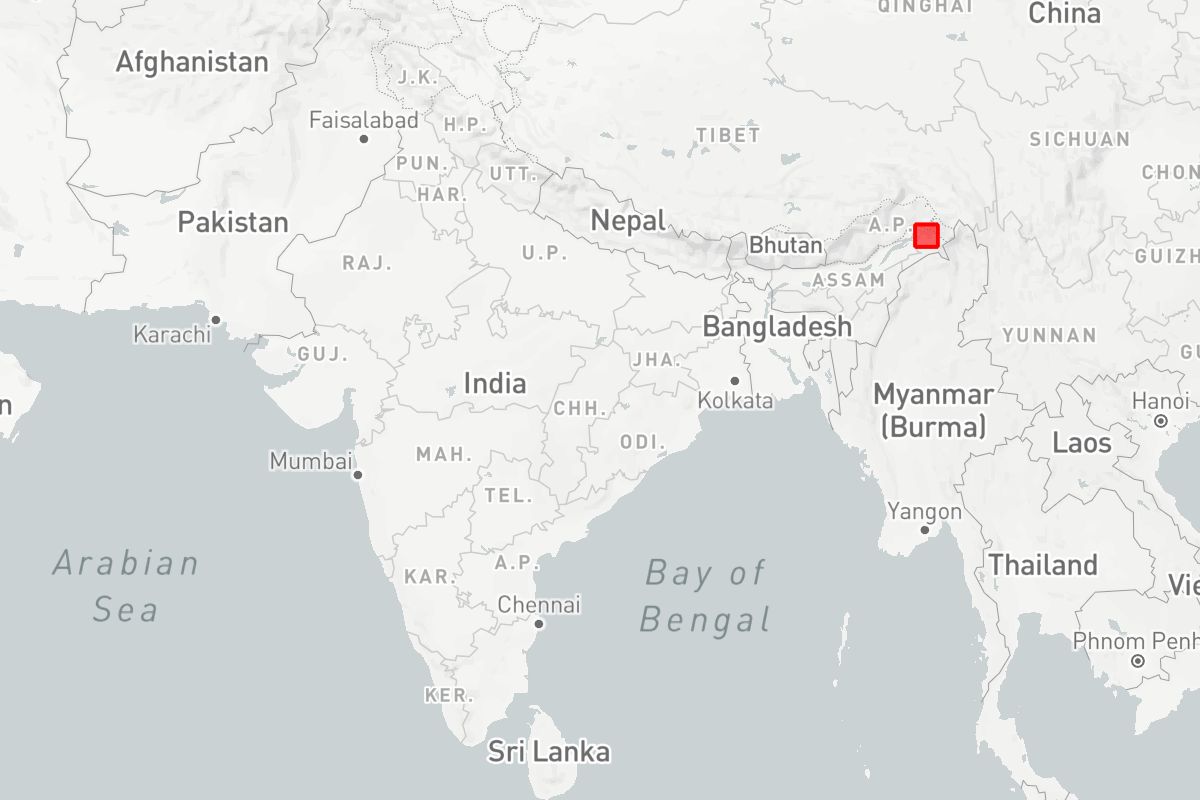 QINGHAI
China
Afghanistan
J.K.
Faisalabad
H.P.
TIBET
SICHUAN
PUN.
UTT.
CHON
HAR.
Pakistan
Nepal
A.P.
Bhutan
RAJ.
U.P.
GUIZH
ASSAM
Karachi
Bangladesh
YUNNAN
GUJ.
JHA.
GU
India
Kolkata
Myanmar
(Burma)
Hanoi
n
CHH.
ODI.
Laos
MAH.
Mumbai
TEL.
Yangon
Arabian
Sea
A.P.
Bay of
Bengal
Thailand
KAR.
Vie
Chennai
Phnom Penh
KER.
Sri Lanka